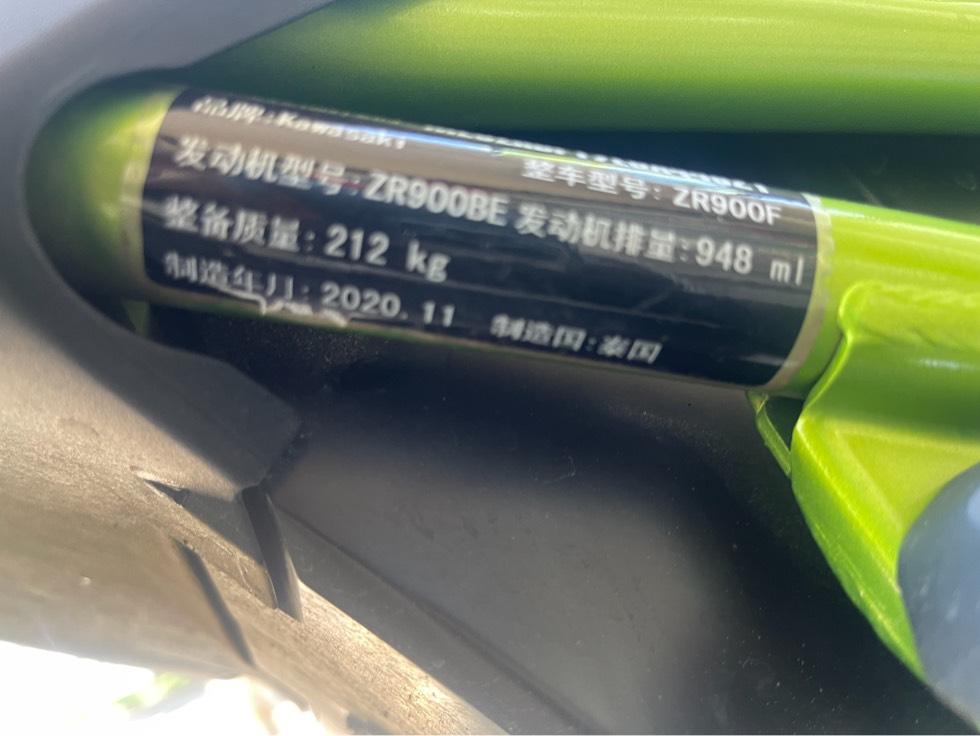 品牌:Kawasaki
整车型号: ZR900F
发动机型号:ZR900BE 发动机排量:948 ml
整备质量: 212 kg
制造年月: 2020.11 制造国:泰国